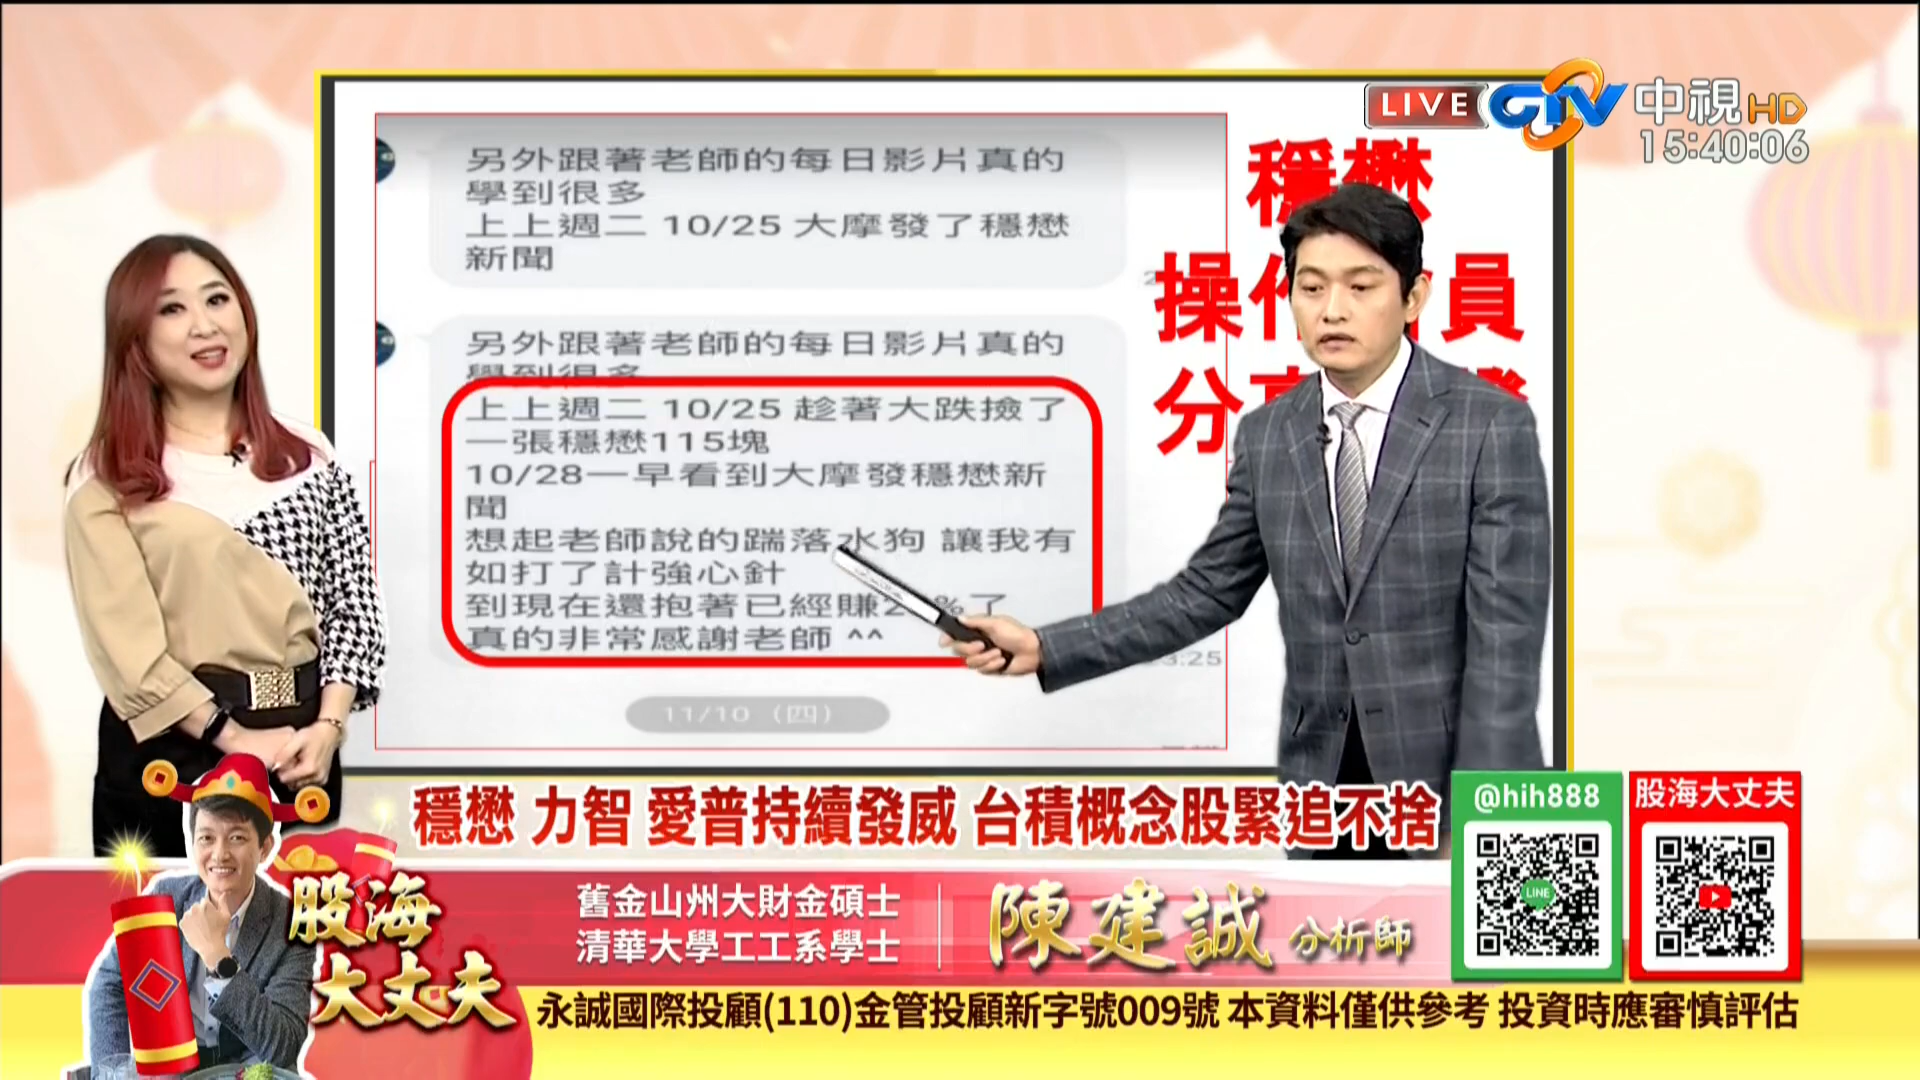 LIVE
CTV 中視 HD
15:40:06
另外跟著老師的每日影片真的
學到很多
上上週二 10/25 大摩發了穩懋
新聞
另外跟著老師的每日影片真的
學到很多
上上週二 10/25 趁著大跌撿了
一張穩懋115塊
10/28一早看到大摩發穩懋新
聞
想起老師說的踹落水狗 讓我有
如打了計強心針
到現在還抱著已經賺2 %了
真的非常感謝老師 ^^
3:25
11/10 (四)
穩懋
操 員
分
穩懋 力智 愛普持續發威 台積概念股緊追不捨
@hih888
LINE
股海大丈夫
股海
大丈夫
舊金山州大財金碩士
清華大學工工系學士
陳建誠 分析師
永誠國際投顧(110)金管投顧新字號009號 本資料僅供參考 投資時應審慎評估